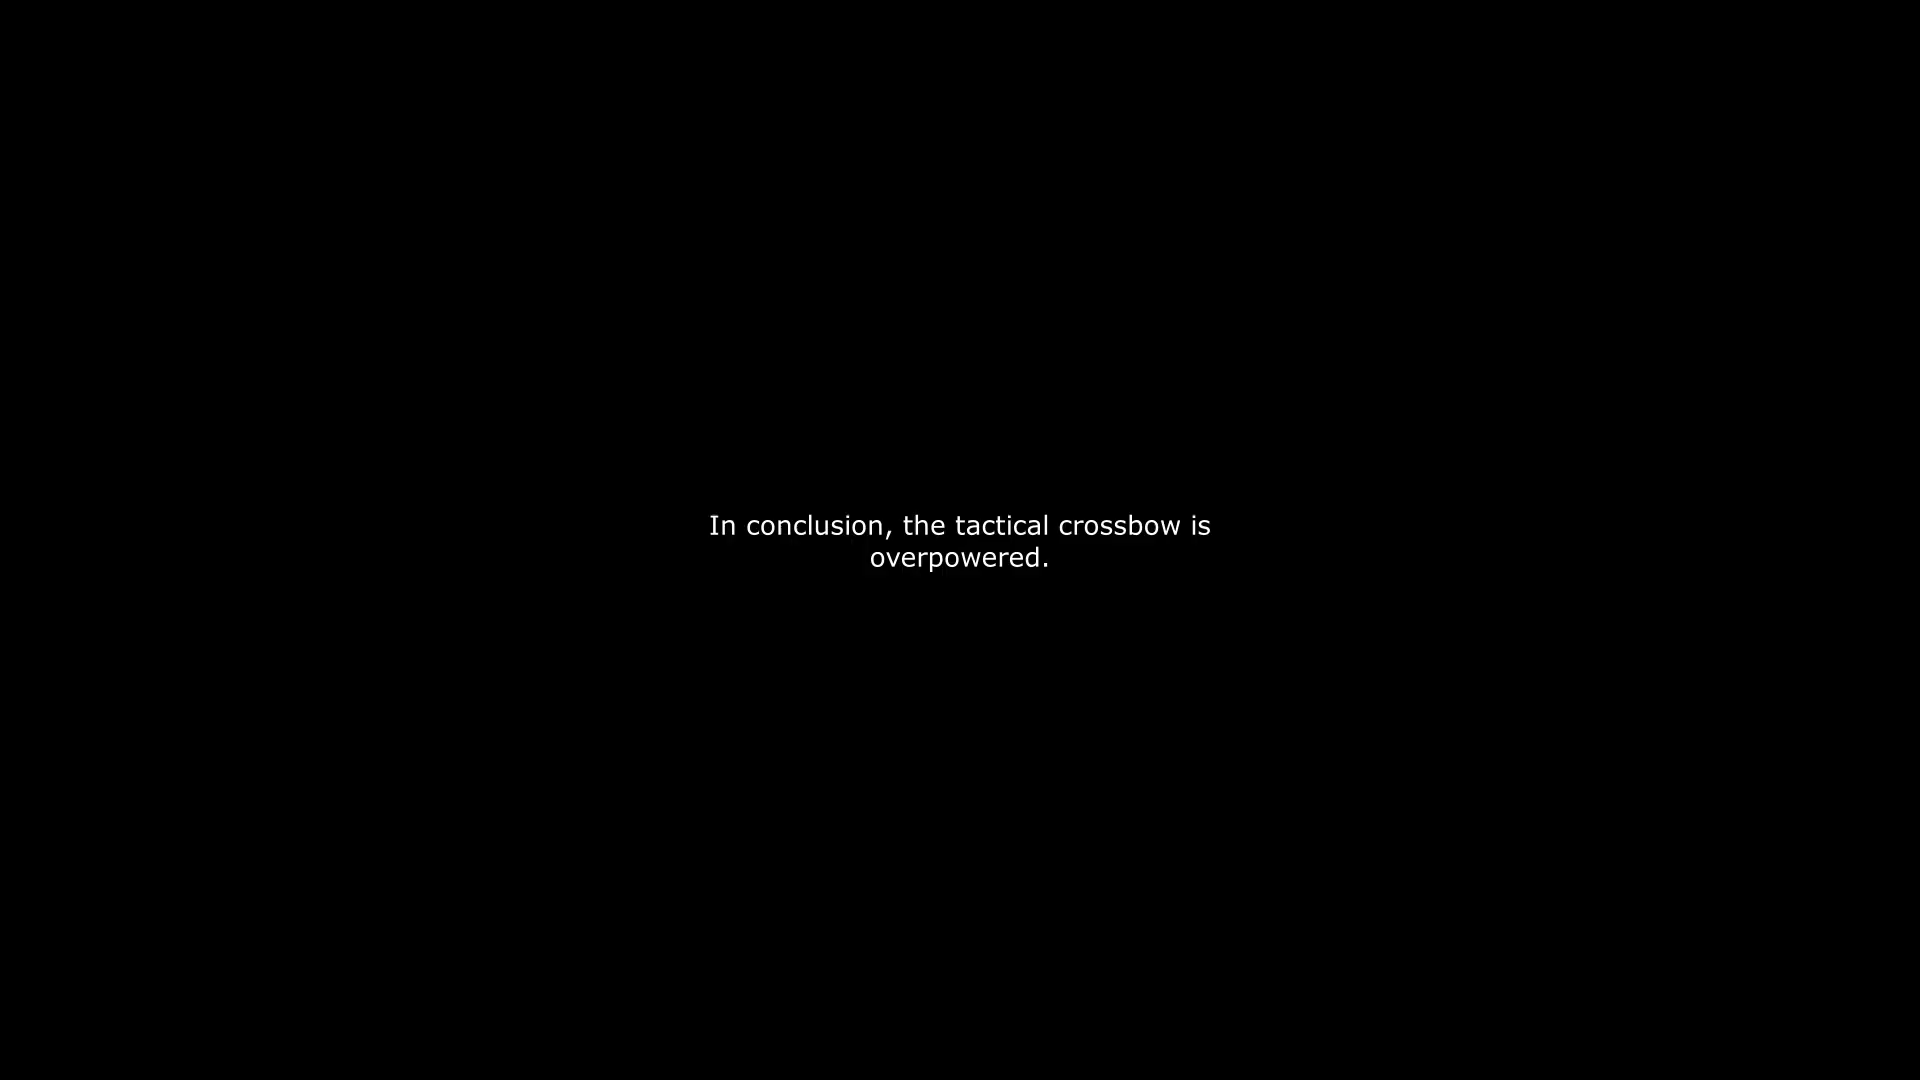 In conclusion, the tactical crossbow is
overpowered.